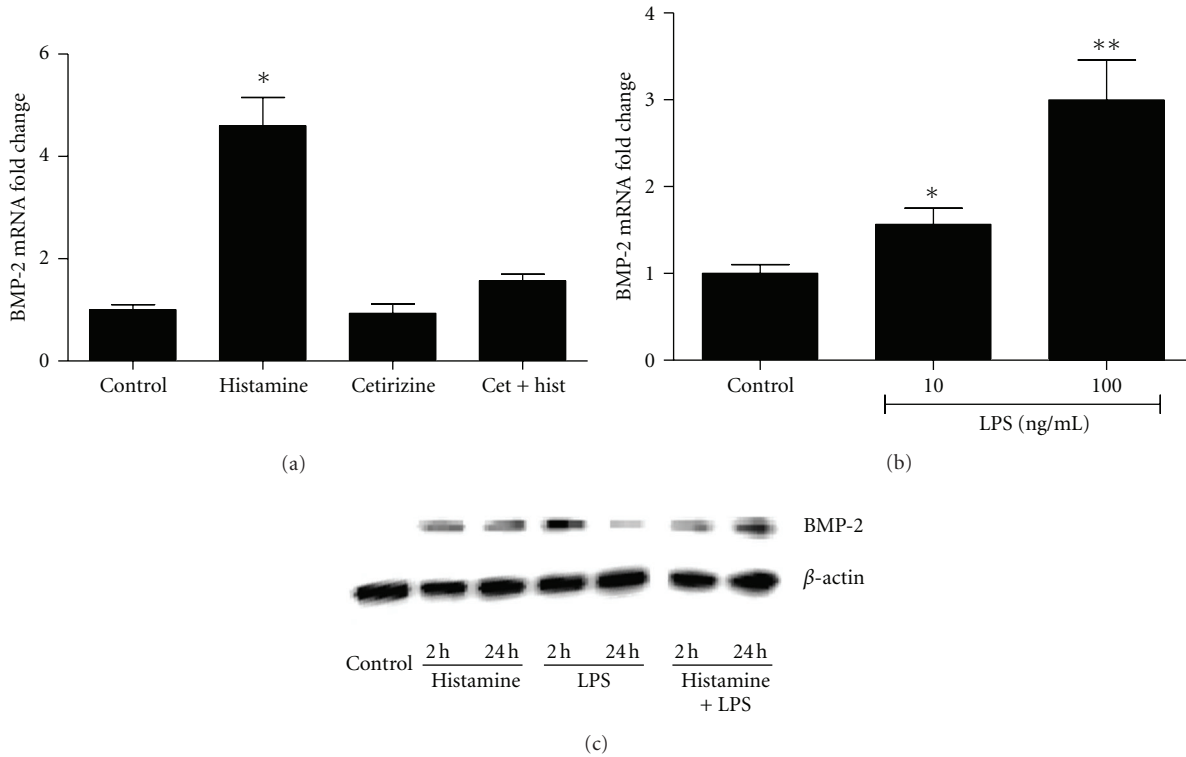 6
4
2
0
BMP-2 mRNA fold change
*
Control Histamine Cetirizine Cet + hist
(a)
4
3
2
1
0
BMP-2 mRNA fold change
*
**
Control 10 100
LPS (ng/mL)
(b)
BMP-2
β-actin
Control 2 h 24 h 2 h 24 h 2 h 24 h
Histamine LPS Histamine
+ LPS
(c)